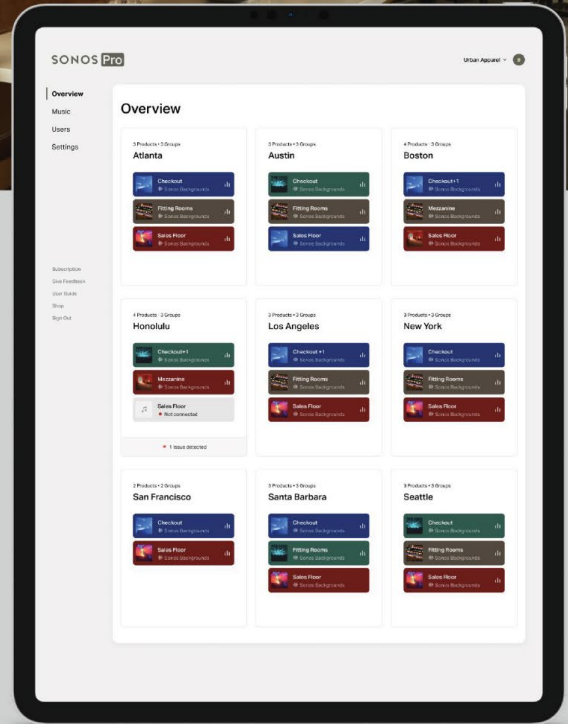 SONOS Pro
Urban Apparel
Overview
Music
Users
Settings
Subscription
Give Feedback
User Guide
Shop
Sign Out
Overview
3 Products • 3 Groups
Atlanta
Checkout
Sonos Backgrounds
Fitting Rooms
Sonos Backgrounds
Sales Floor
Sonos Backgrounds
3 Products • 3 Groups
Austin
Checkout
Sonos Backgrounds
Fitting Rooms
Sonos Backgrounds
Sales Floor
Sonos Backgrounds
4 Products • 3 Groups
Boston
Checkout+1
Sonos Backgrounds
Mezzanine
Sonos Backgrounds
Sales Floor
Sonos Backgrounds
4 Products • 3 Groups
Honolulu
Checkout+1
Sonos Backgrounds
Mezzanine
Sonos Backgrounds
Sales Floor
Not connected
1 issue detected
Products • 3 Groups
Los Angeles
Checkout +1
Sonos Backgrounds
Fitting Rooms
Sonos Backgrounds
Sales Floor
Sonos Backgrounds
3 Products • 3 Groups
New York
Checkout
Sonos Backgrounds
Fitting Rooms
Sonos Backgrounds
Sales Floor
Sonos Backgrounds
2 Products • 2 Groups
San Francisco
Checkout
Sonos Backgrounds
Sales Floor
Sonos Backgrounds
3 Products • 3 Groups
Santa Barbara
Checkout
Sonos Backgrounds
Fitting Rooms
Sonos Backgrounds
Sales Floor
Sonos Backgrounds
3 Products • 3 Groups
Seattle
Checkout
Sonos Backgrounds
Fitting Rooms
Sonos Backgrounds
Sales Floor
Sonos Backgrounds